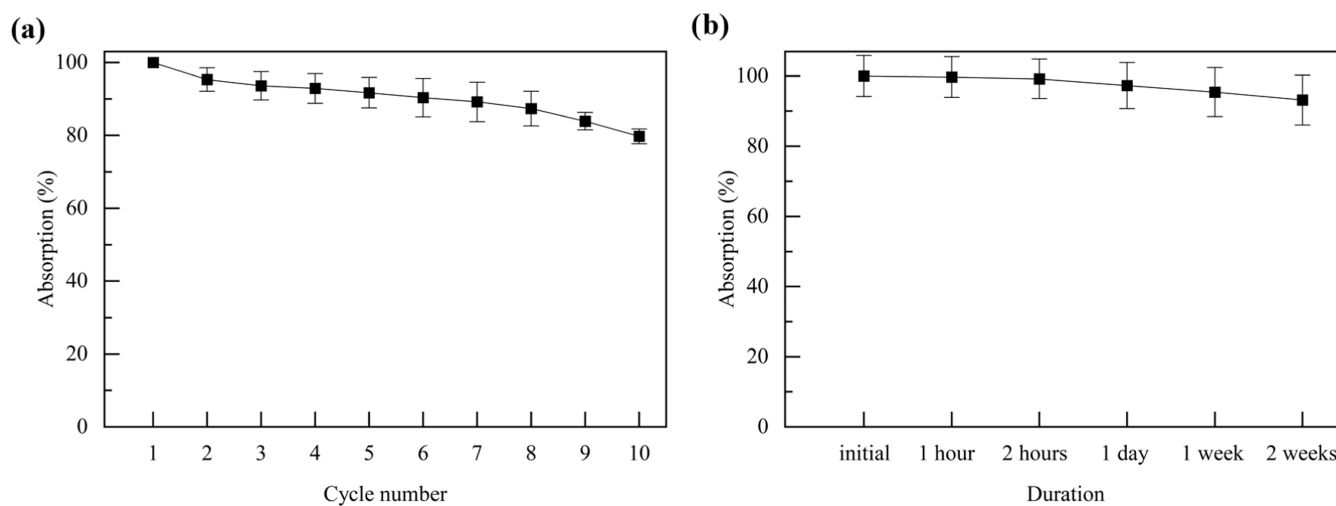 (a)
100
80
60
40
20
0
Absorption (%)
1 2 3 4 5 6 7 8 9 10
Cycle number
(b)
100
80
60
40
20
0
Absorption (%)
initial 1 hour 2 hours 1 day 1 week 2 weeks
Duration